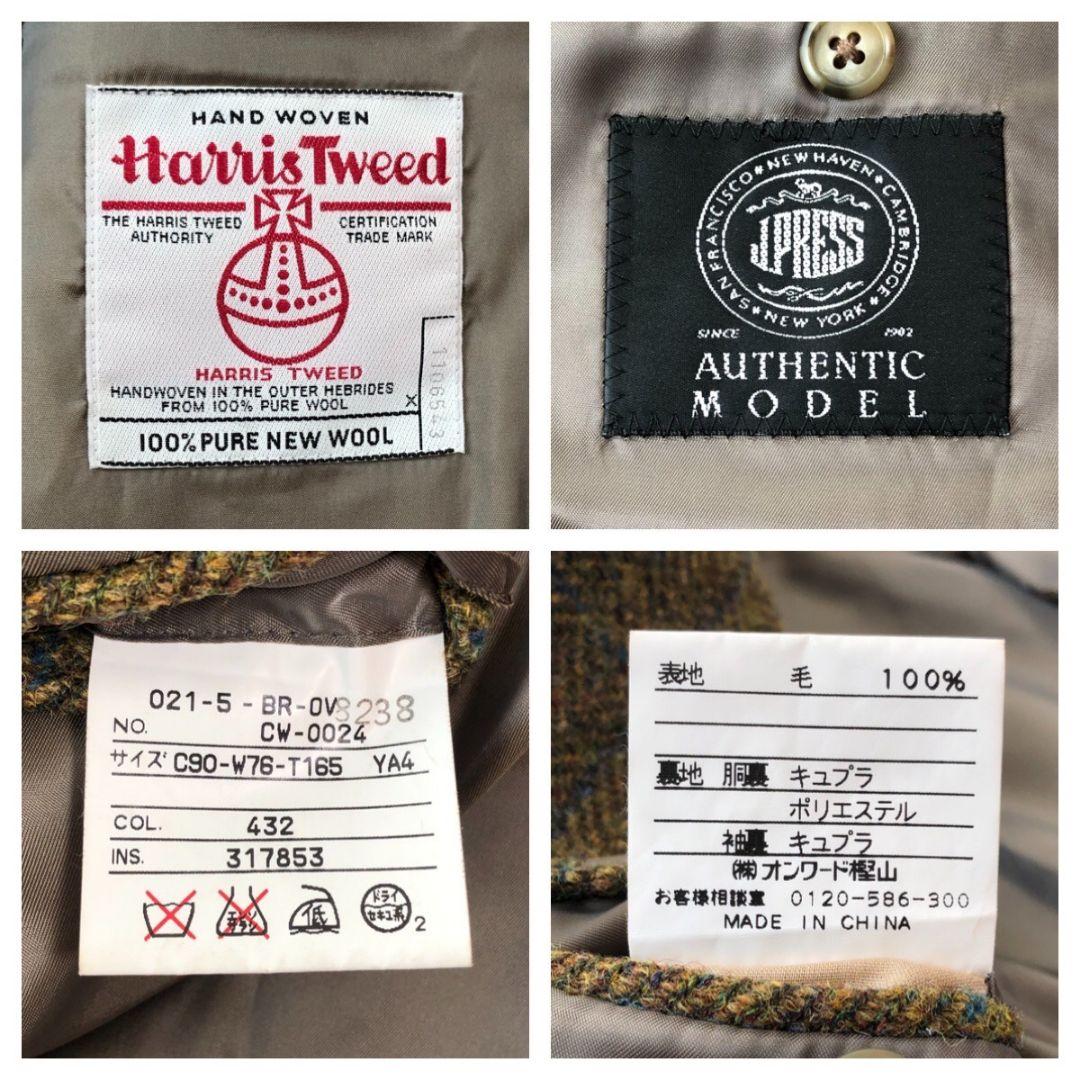 HAND WOVEN
Harris Tweed
THE HARRIS TWEED AUTHORITY
CERTIFICATION TRADE MARK
HARRIS TWEED
HANDWOVEN IN THE OUTER HEBRIDES
FROM 100% PURE WOOL
X
1106543
100% PURE NEW WOOL
SAN FRANCISCO ★ NEW HAVEN ★ CAMBRIDGE ★ NEW YORK ★
J.PRESS
SINCE 1902
AUTHENTIC
MODEL
021-5-BR-OV 8238
NO. CW-0024
サイズ C90-W76-T165 YA4
COL. 432
INS. 317853
低
ドライ
セキユ系
2
表地 毛 100%
裏地 胴裏 キュプラ
ポリエステル
袖裏 キュプラ
㈱オンワード樫山
お客様相談室 0120-586-300
MADE IN CHINA